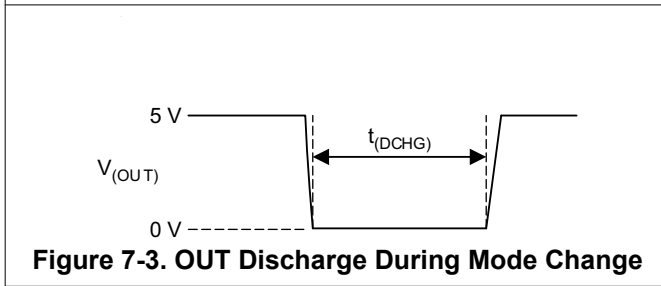 5 V
t(DCHG)
V(OUT)
0 V
Figure 7-3. OUT Discharge During Mode Change